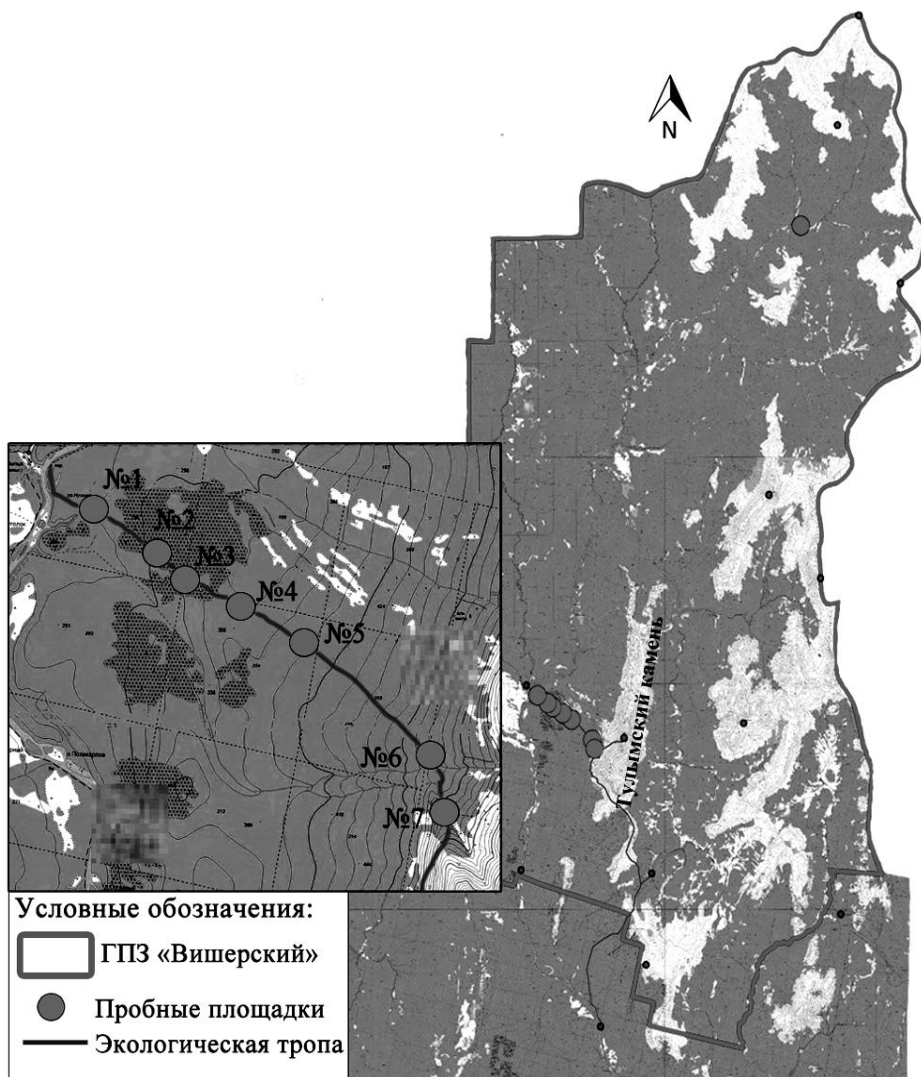 N
№1
№2
№3
№4
№5
№6
№7
Тулымский камень
Условные обозначения:
ГПЗ «Вишерский»
Пробные площадки
Экологическая тропа